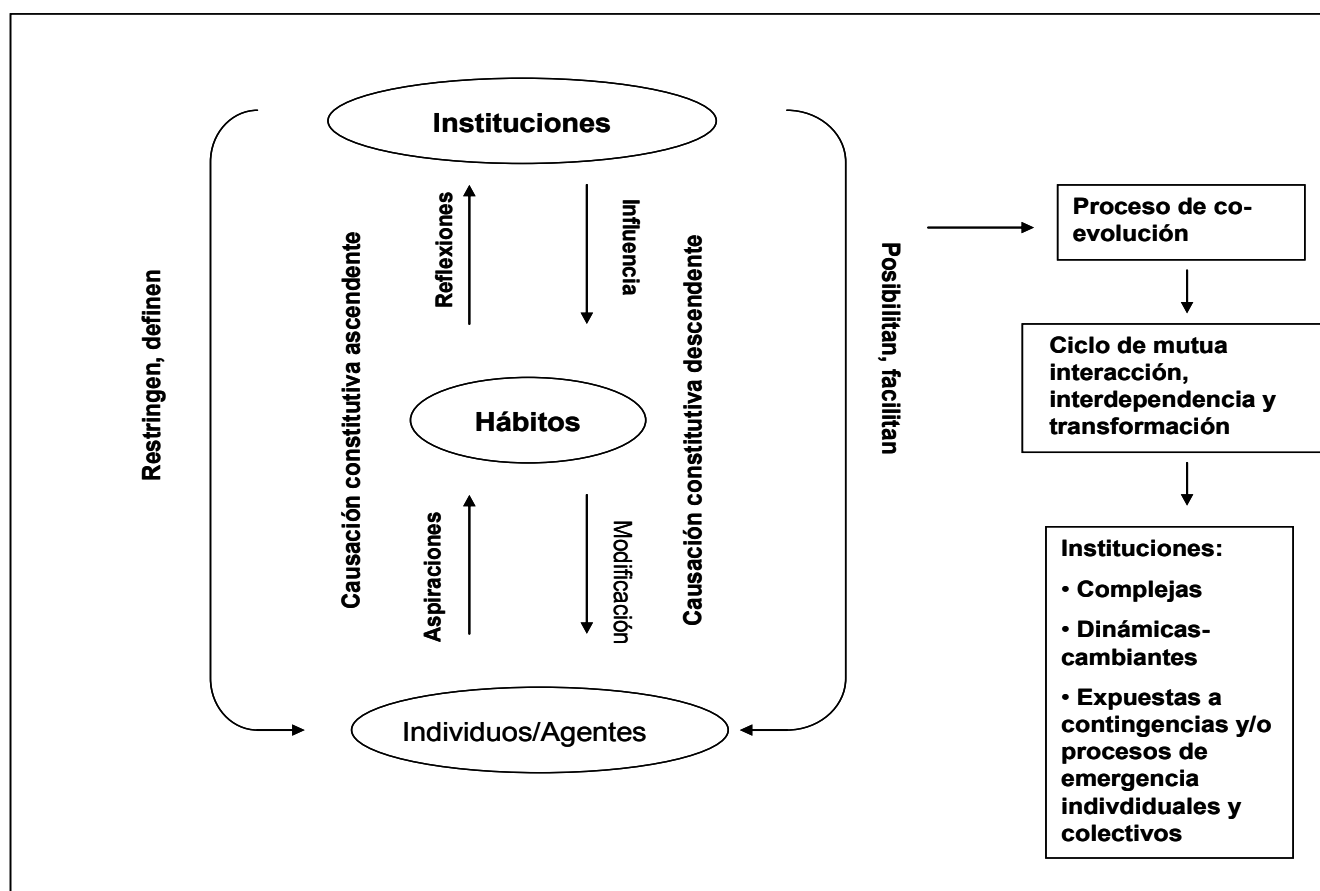 Instituciones
Reflexiones
Influencia
Restringen, definen
Causación constitutiva ascendente
Causación constitutiva descendente
Posibilitan, facilitan
Hábitos
Aspiraciones
Modificación
Individuos/Agentes
Proceso de co-
evolución
Ciclo de mutua
interacción,
interdependencia y
transformación
Instituciones:
• Complejas
• Dinámicas-
cambiantes
• Expuestas a
contingencias y/o
procesos de
emergencia
indivdiduales y
colectivos